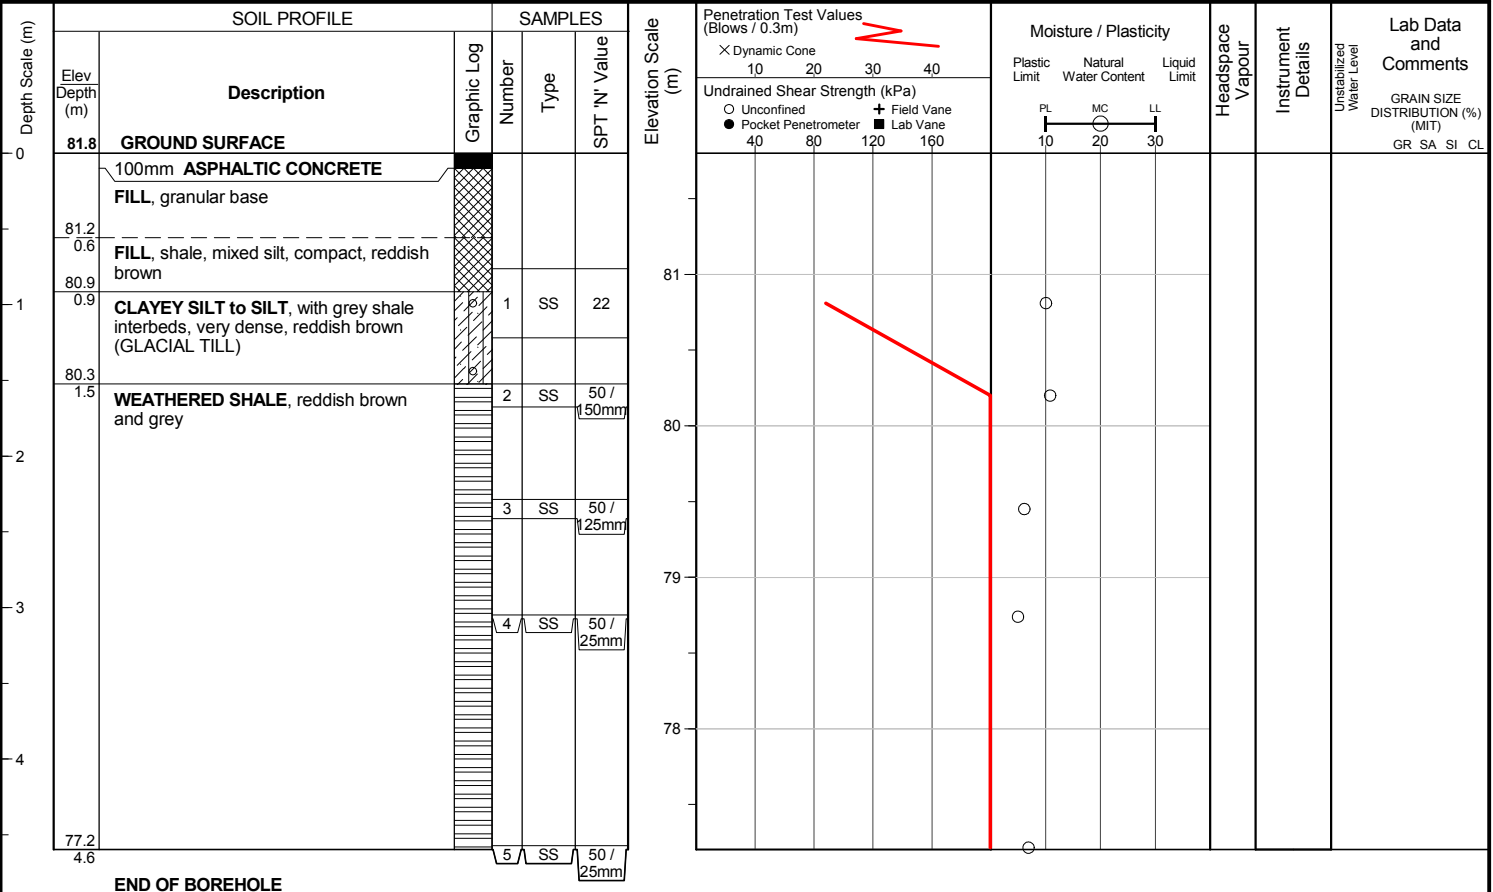 Depth Scale (m)
SOIL PROFILE
Elev
Depth
(m)
Description
Graphic Log
SAMPLES
Number
Type
SPT 'N' Value
Elevation Scale
(m)
Penetration Test Values
(Blows / 0.3m)
× Dynamic Cone
10 20 30 40
Undrained Shear Strength (kPa)
Unconfined + Field Vane
Pocket Penetrometer Lab Vane
40 80 120 160
Moisture / Plasticity
Plastic Limit
Natural Water Content
Liquid Limit
PL MC LL
10 20 30
Headspace
Vapour
Instrument
Details
Unstabilized
Water Level
Lab Data
and
Comments
GRAIN SIZE
DISTRIBUTION (%)
(MIT)
GR SA SI CL
81.8 GROUND SURFACE
0
100mm ASPHALTIC CONCRETE
FILL, granular base
81.2
0.6
FILL, shale, mixed silt, compact, reddish
brown
80.9
0.9
CLAYEY SILT to SILT, with grey shale
interbeds, very dense, reddish brown
(GLACIAL TILL)
80.3
1.5
WEATHERED SHALE, reddish brown
and grey
77.2
4.6
END OF BOREHOLE
1
2
3
4
1 SS 22
2 SS 50 /
150mm
3 SS 50 /
125mm
4 SS 50 /
25mm
5 SS 50 /
25mm
81
80
79
78